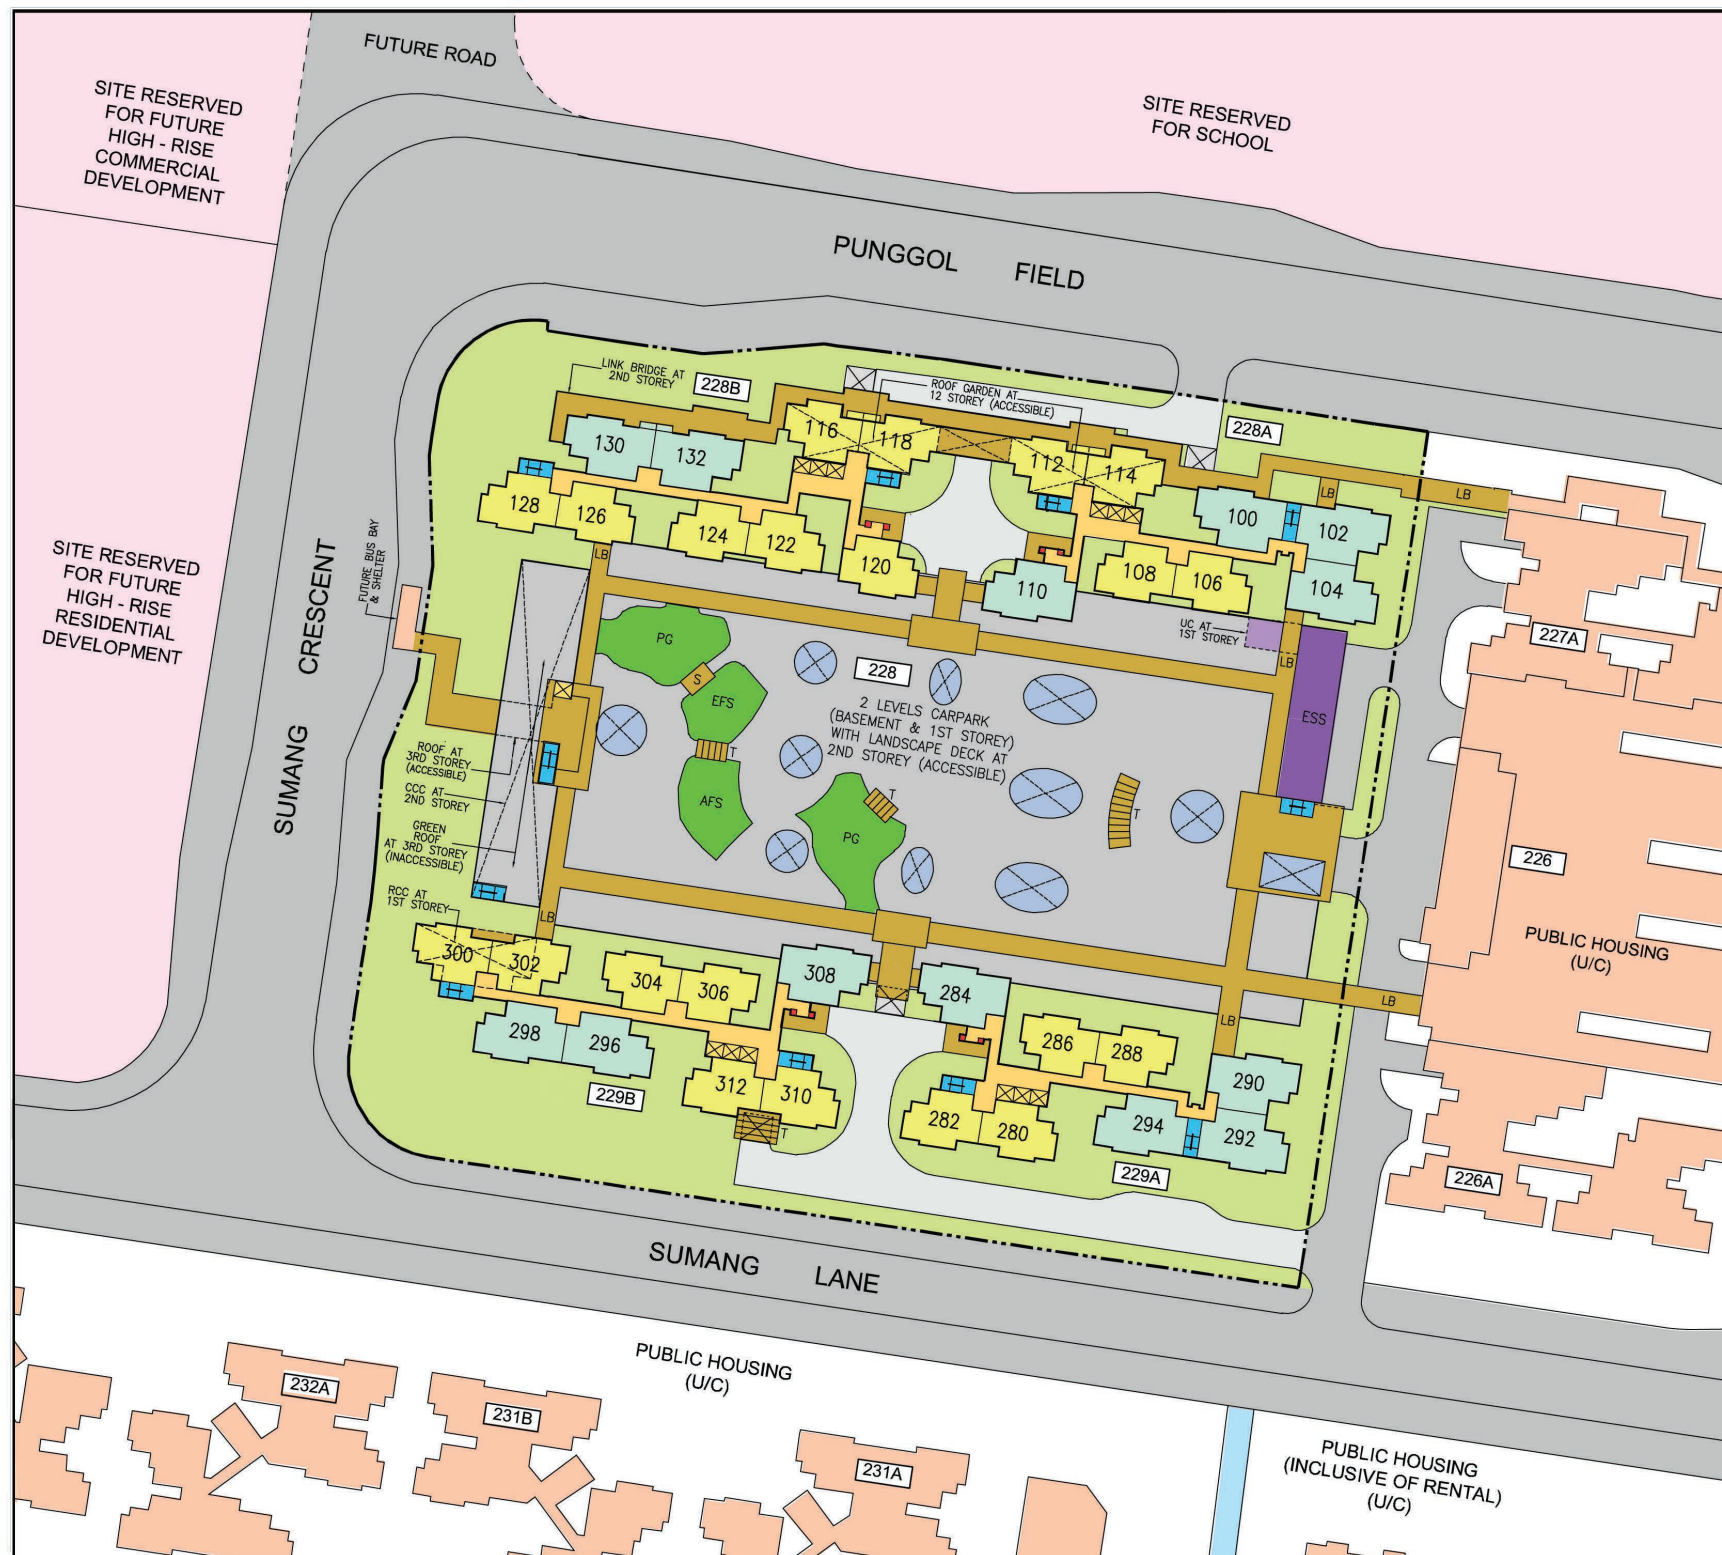 FUTURE ROAD
SITE RESERVED
FOR FUTURE
HIGH - RISE
COMMERCIAL
DEVELOPMENT
SITE RESERVED
FOR SCHOOL
PUNGGOL FIELD
LINK BRIDGE AT
2ND STOREY
228B
ROOF GARDEN AT
12 STOREY (ACCESSIBLE)
228A
130
132
116
118
112
114
100
102
LB
LB
128
126
124
122
120
110
108
106
104
LB
SITE RESERVED
FOR FUTURE
HIGH - RISE
RESIDENTIAL
DEVELOPMENT
SUMANG CRESCENT
FUTURE BUS BAY
& SHELTER
UC AT
1ST STOREY
LB
227A
PG
S
EFS
T
AFS
228
2 LEVELS CARPARK
(BASEMENT & 1ST STOREY)
WITH LANDSCAPE DECK AT
2ND STOREY (ACCESSIBLE)
ESS
T
T
PG
ROOF AT
3RD STOREY
(ACCESSIBLE)
CCC AT
2ND STOREY
GREEN
ROOF
AT 3RD STOREY
(INACCESSIBLE)
RCC AT
1ST STOREY
LB
226
PUBLIC HOUSING
(U/C)
300
302
304
306
308
284
LB
LB
298
296
286
288
290
312
310
282
280
294
292
229B
T
229A
226A
SUMANG LANE
PUBLIC HOUSING
(U/C)
232A
231B
231A
PUBLIC HOUSING
(INCLUSIVE OF RENTAL)
(U/C)